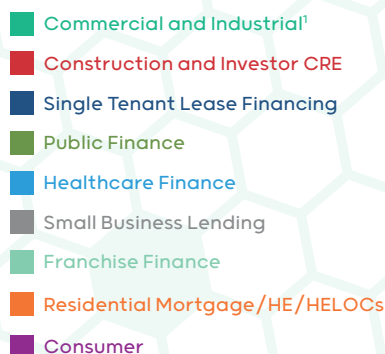 Commercial and Industrial¹
Construction and Investor CRE
Single Tenant Lease Financing
Public Finance
Healthcare Finance
Small Business Lending
Franchise Finance
Residential Mortgage/HE/HELOCs
Consumer